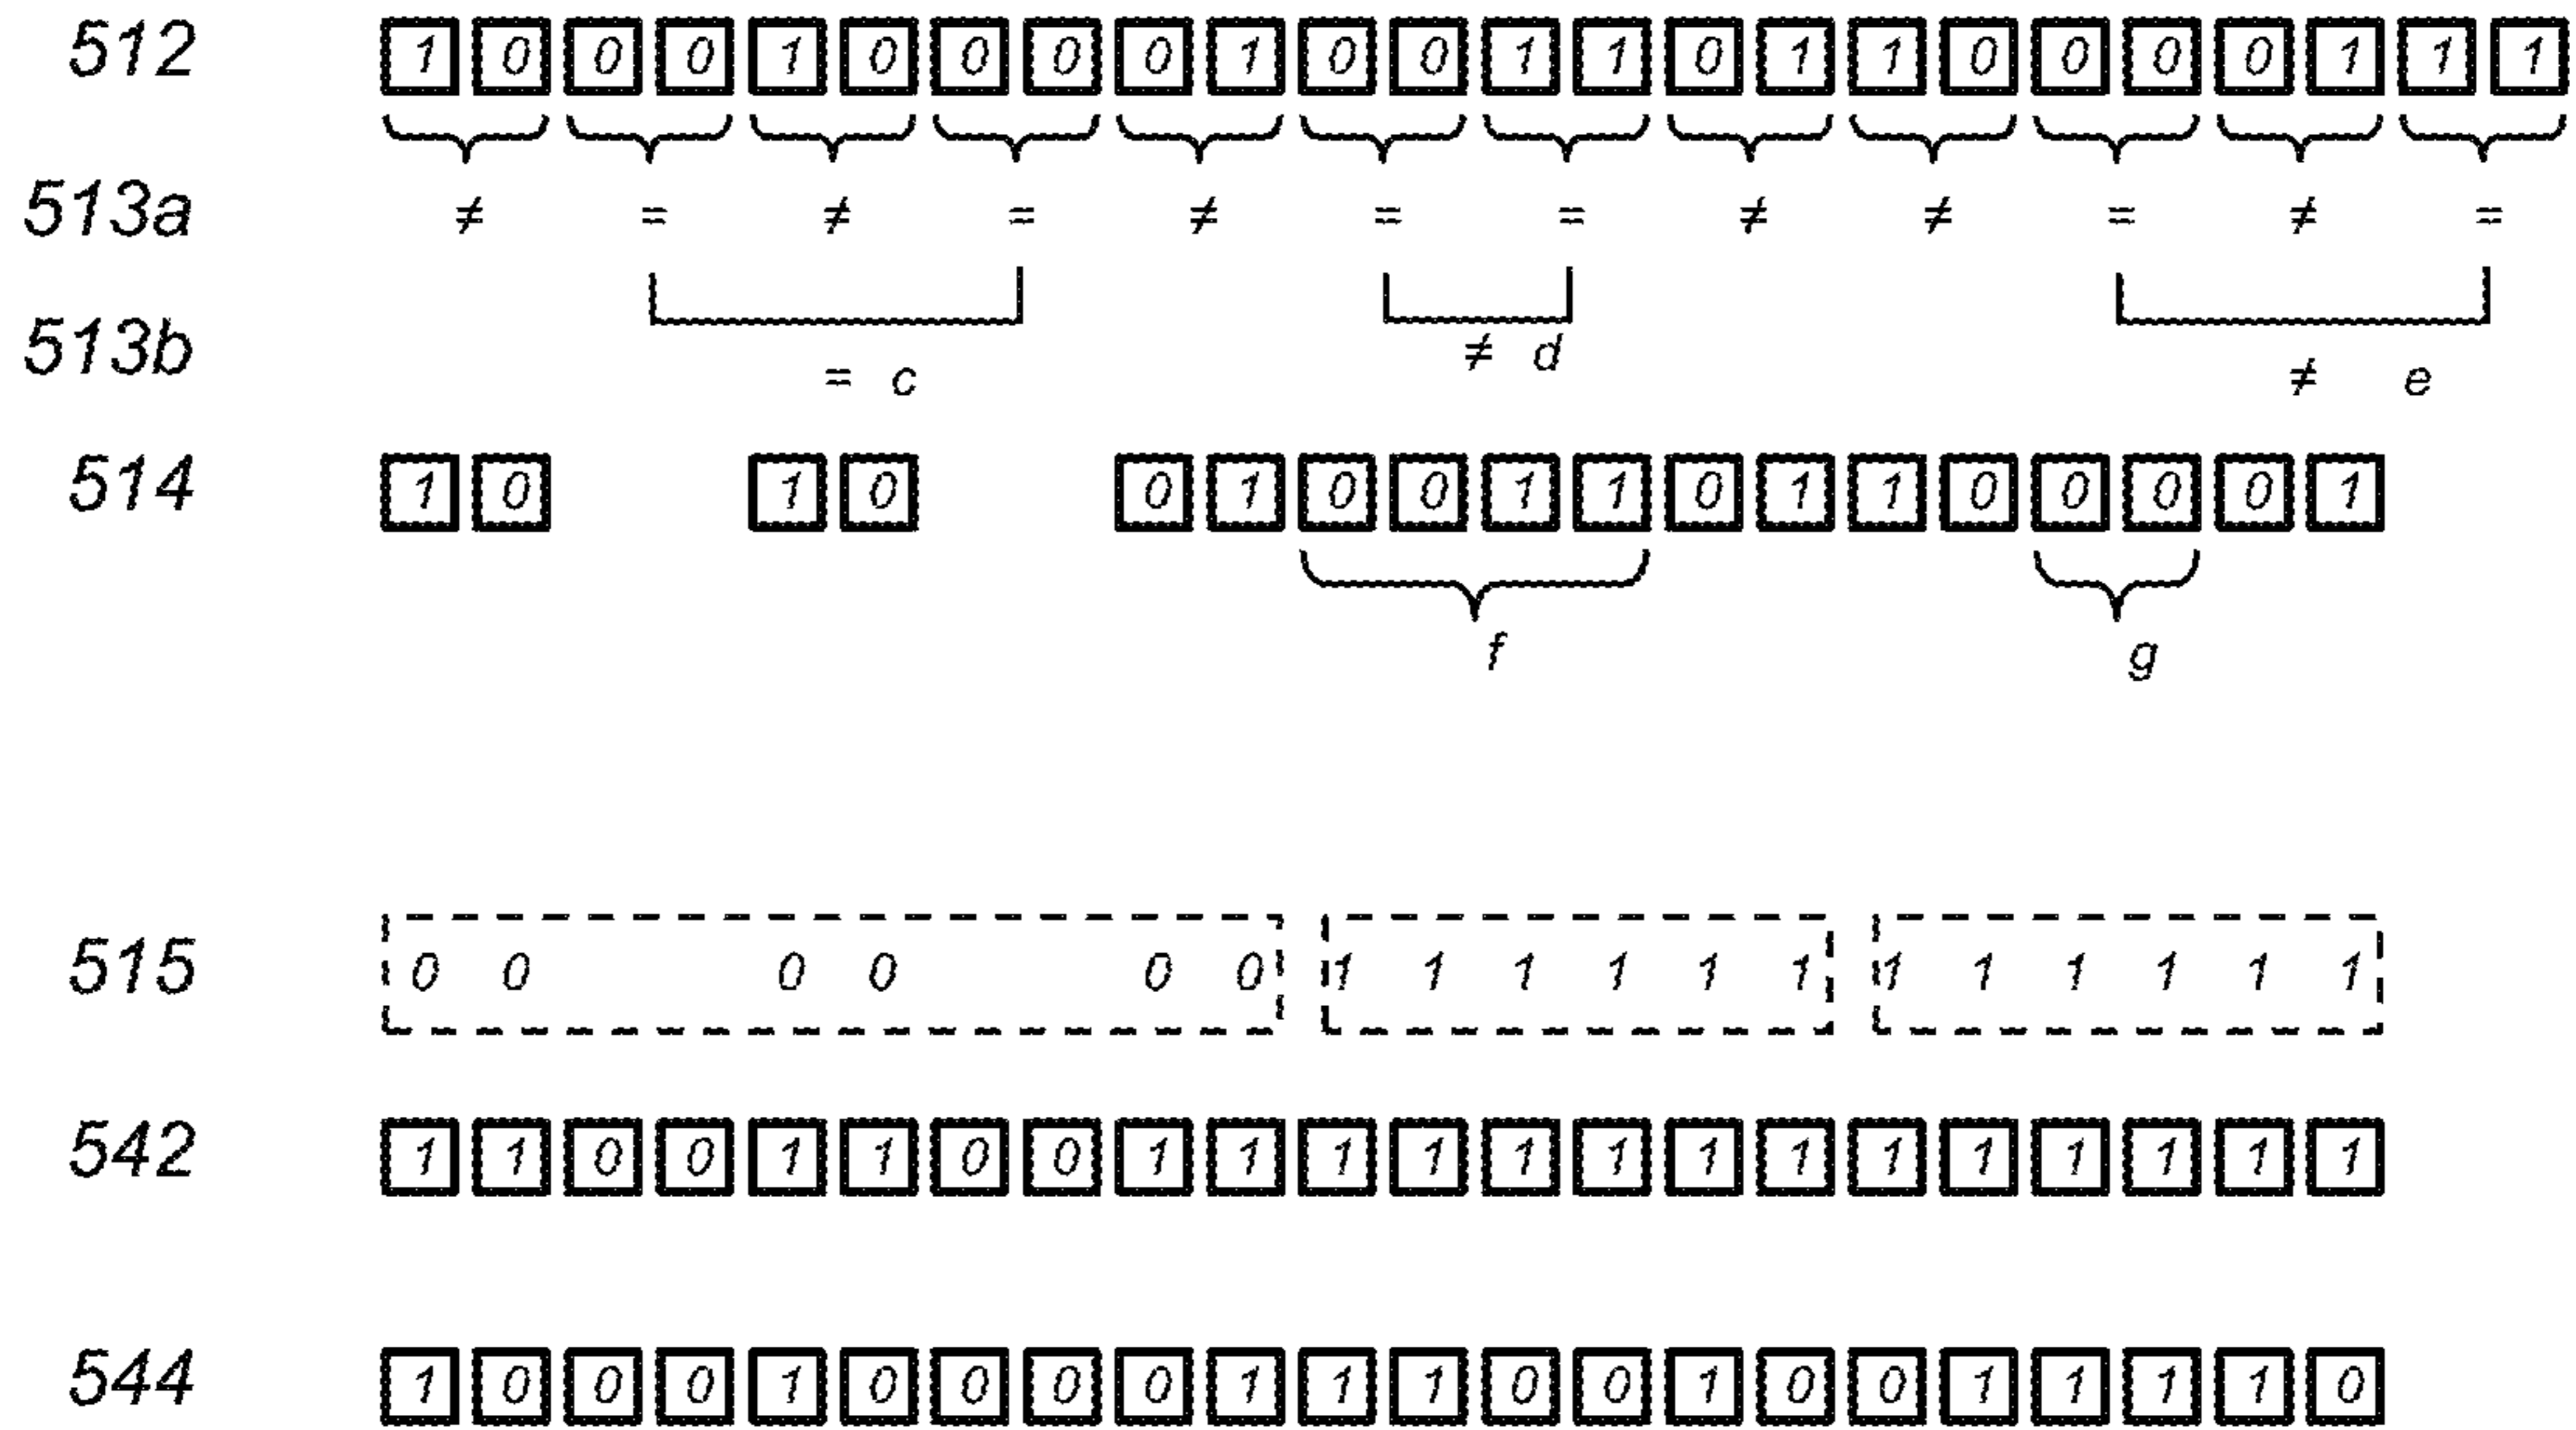 512 1 0 0 0 1 0 0 0 0 1 0 0 1 1 0 1 1 0 0 0 0 1 1 1
513a ≠ = ≠ = ≠ = = ≠ ≠ = ≠ =
513b = c ≠ d ≠ e
514 1 0 1 0 0 1 0 0 1 1 0 1 1 0 0 0 0 1
f g
515 0 0 0 0 0 0 1 1 1 1 1 1 1 1 1 1 1 1
542 1 1 0 0 1 1 0 0 1 1 1 1 1 1 1 1 1 1 1 1 1 1
544 1 0 0 0 1 0 0 0 0 1 1 1 0 0 1 0 0 1 1 1 1 0